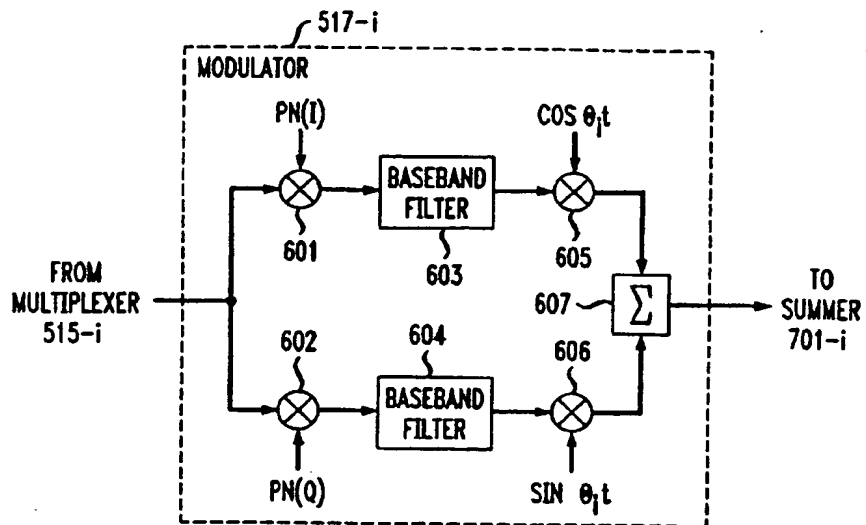 517-i
MODULATOR
PN(I)
COS θit
BASEBAND
FILTER
601
603
605
FROM
MULTIPLEXER
515-i
607
Σ
TO
SUMMER
701-i
602
604
606
BASEBAND
FILTER
PN(Q)
SIN θit